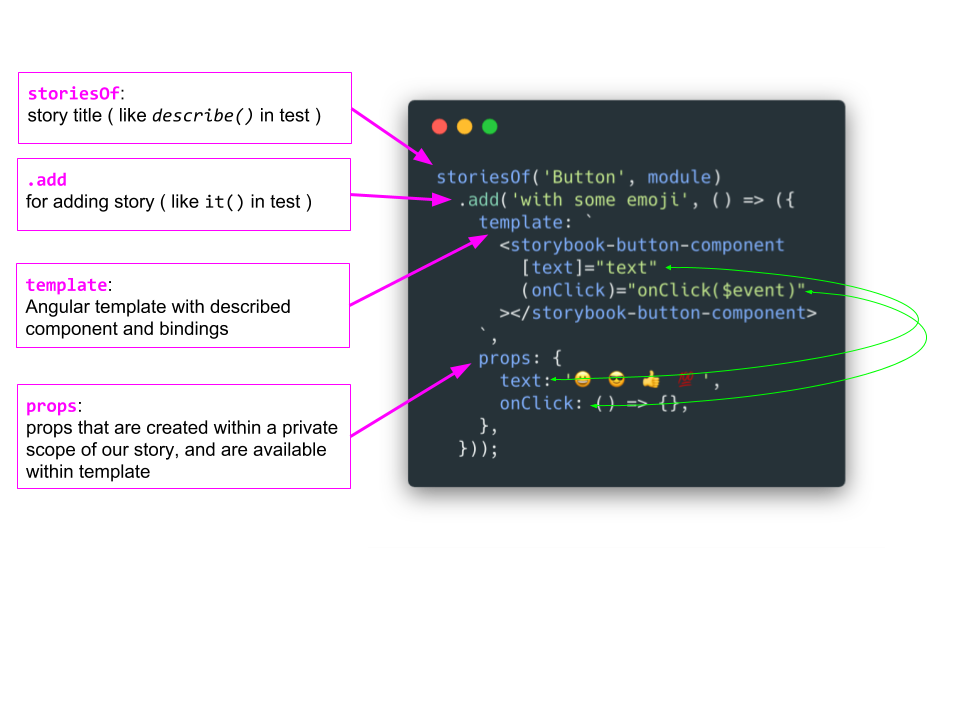 storiesOf:
story title ( like describe() in test )
.add
for adding story ( like it() in test )
template:
Angular template with described
component and bindings
props:
props that are created within a private
scope of our story, and are available
within template
storiesOf('Button', module)
.add('with some emoji', () => ({
template: `
<storybook-button-component
[text]="text"
(onClick)="onClick($event)"
></storybook-button-component>
`,
props: {
text: '😀 😎 👍 💯 ',
onClick: () => {},
},
}));